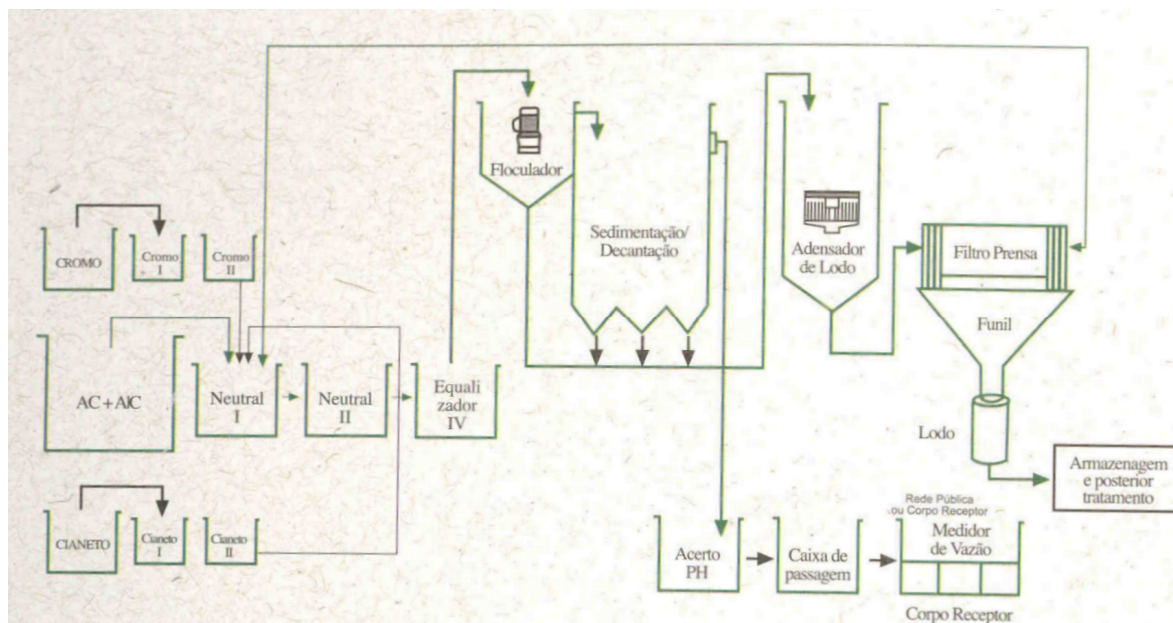 Floculador
Sedimentação/
Decantação
Adensador
de Lodo
Filtro Prensa
Funil
CROMO
Cromo
I
Cromo
II
AC + A/C
Neutral
I
Neutral
II
Equali
zador
IV
Lodo
Armazenagem
e posterior
tratamento
CIANETO
Cianeto
I
Cianeto
II
Acerto
PH
Caixa de
passagem
Rede Pública
ou Corpo Receptor
Medidor
de Vazão
Corpo Receptor